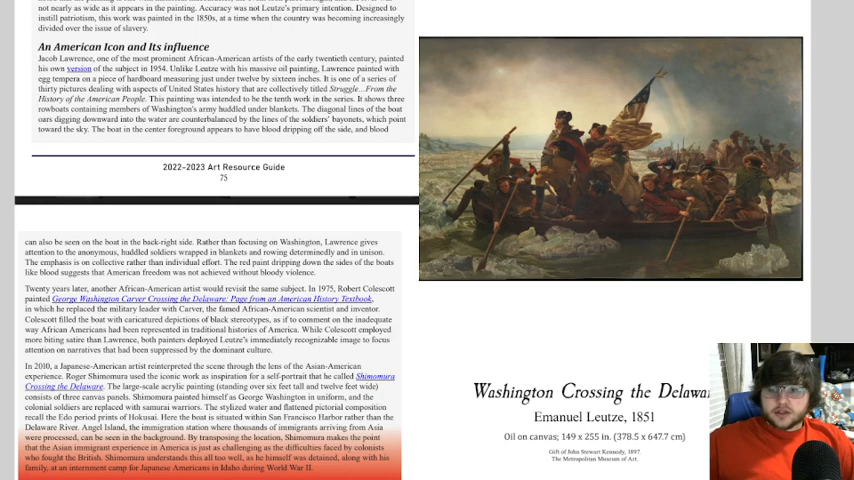 not nearly as wide as it appears in the painting. Accuracy was not Leutze's primary intention. Designed to
instill patriotism, this work was painted in the 1850s, at a time when the country was becoming increasingly
divided over the issue of slavery.
An American Icon and Its influence
Jacob Lawrence, one of the most prominent African-American artists of the early twentieth century, painted
his own version of the subject in 1954. Unlike Leutze with his massive oil painting, Lawrence painted with
egg tempera on a piece of hardboard measuring just under twelve by sixteen inches. It is one of a series of
thirty pictures dealing with aspects of United States history that are collectively titled Struggle…From the
History of the American People. This painting was intended to be the tenth work in the series. It shows three
rowboats containing members of Washington's army huddled under blankets. The diagonal lines of the boat
oars digging downward into the water are counterbalanced by the lines of the soldiers' bayonets, which point
toward the sky. The boat in the center foreground appears to have blood dripping off the side, and blood
2022-2023 Art Resource Guide
75
can also be seen on the boat in the back-right side. Rather than focusing on Washington, Lawrence gives
attention to the anonymous, huddled soldiers wrapped in blankets and rowing determinedly and in unison.
The emphasis is on collective rather than individual effort. The red paint dripping down the sides of the boats
like blood suggests that American freedom was not achieved without bloody violence.
Twenty years later, another African-American artist would revisit the same subject. In 1975, Robert Colescott
painted George Washington Carver Crossing the Delaware: Page from an American History Textbook,
in which he replaced the military leader with Carver, the famed African-American scientist and inventor.
Colescott filled the boat with caricatured depictions of black stereotypes, as if to comment on the inadequate
way African Americans had been represented in traditional histories of America. While Colescott employed
more biting satire than Lawrence, both painters deployed Leutze's immediately recognizable image to focus
attention on narratives that had been suppressed by the dominant culture.
In 2010, a Japanese-American artist reinterpreted the scene through the lens of the Asian-American
experience. Roger Shimomura used the iconic work as inspiration for a self-portrait that he called Shimomura
Crossing the Delaware. The large-scale acrylic painting (standing over six feet tall and twelve feet wide)
consists of three canvas panels. Shimomura painted himself as George Washington in uniform, and the
colonial soldiers are replaced with samurai warriors. The stylized water and flattened pictorial composition
recall the Edo period prints of Hokusai. Here the boat is situated within San Francisco Harbor rather than the
Delaware River. Angel Island, the immigration station where thousands of immigrants arriving from Asia
were processed, can be seen in the background. By transposing the location, Shimomura makes the point
that the Asian immigrant experience in America is just as challenging as the difficulties faced by colonists
who fought the British. Shimomura understands this all too well, as he himself was detained, along with his
family, at an internment camp for Japanese Americans in Idaho during World War II.
Washington Crossing the Delawar
Emanuel Leutze, 1851
Oil on canvas; 149 x 255 in. (378.5 x 647.7 cm)
Gift of John Stewart Kennedy, 1897.
The Metropolitan Museum of Art.